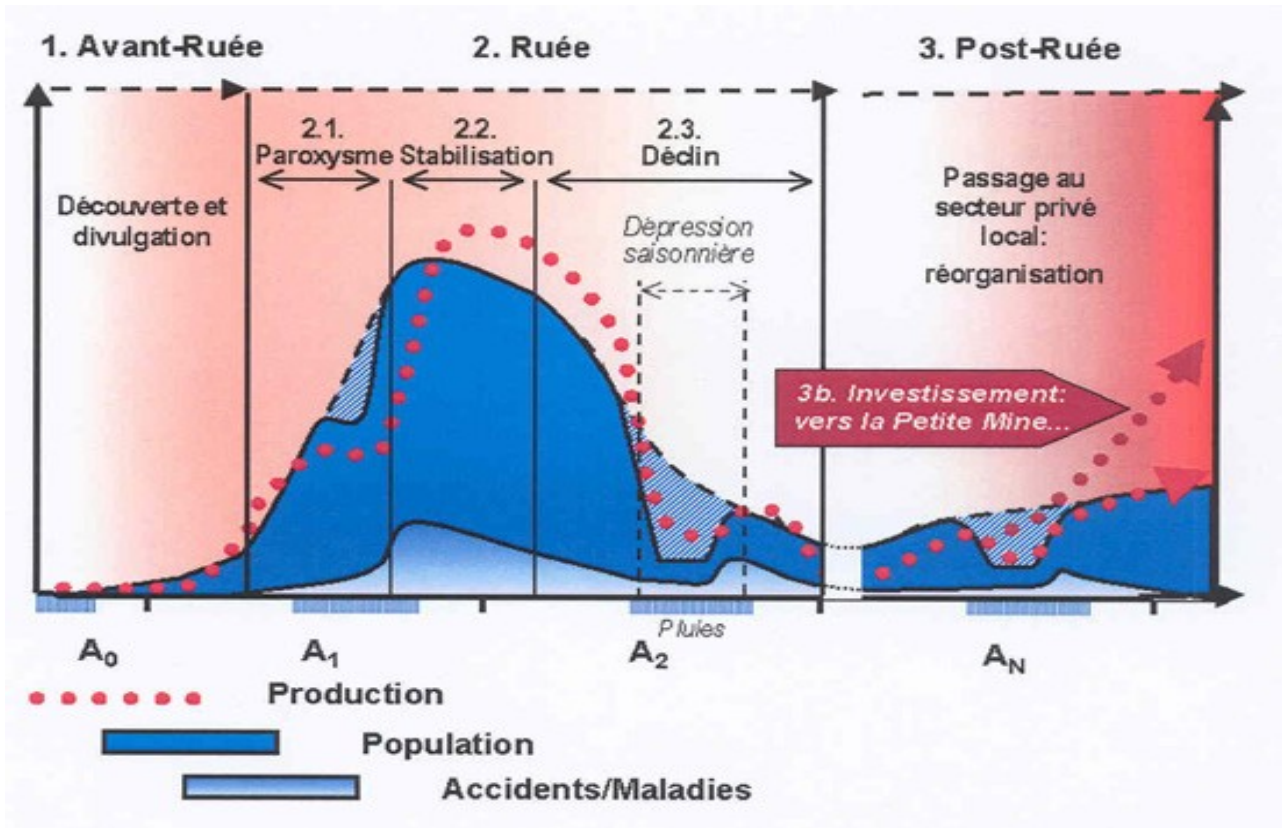 1. Avant-Ruée
2. Ruée
3. Post-Ruée
2.1.
Paroxysme
2.2.
Stabilisation
2.3.
Déclin
Découverte et
divulgation
Dépression
saisonnière
Passage au
secteur privé
local:
réorganisation
3b. Investissement:
vers la Petite Mine...
Pluies
A0
A1
A2
AN
Production
Population
Accidents/Maladies